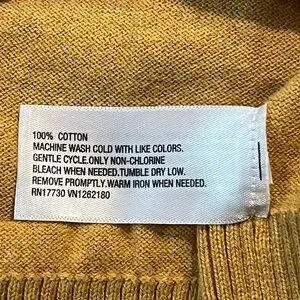 100% COTTON
MACHINE WASH COLD WITH LIKE COLORS.
GENTLE CYCLE.ONLY NON-CHLORINE
BLEACH WHEN NEEDED.TUMBLE DRY LOW.
REMOVE PROMPTLY.WARM IRON WHEN NEEDED.
RN17730 VN1262180